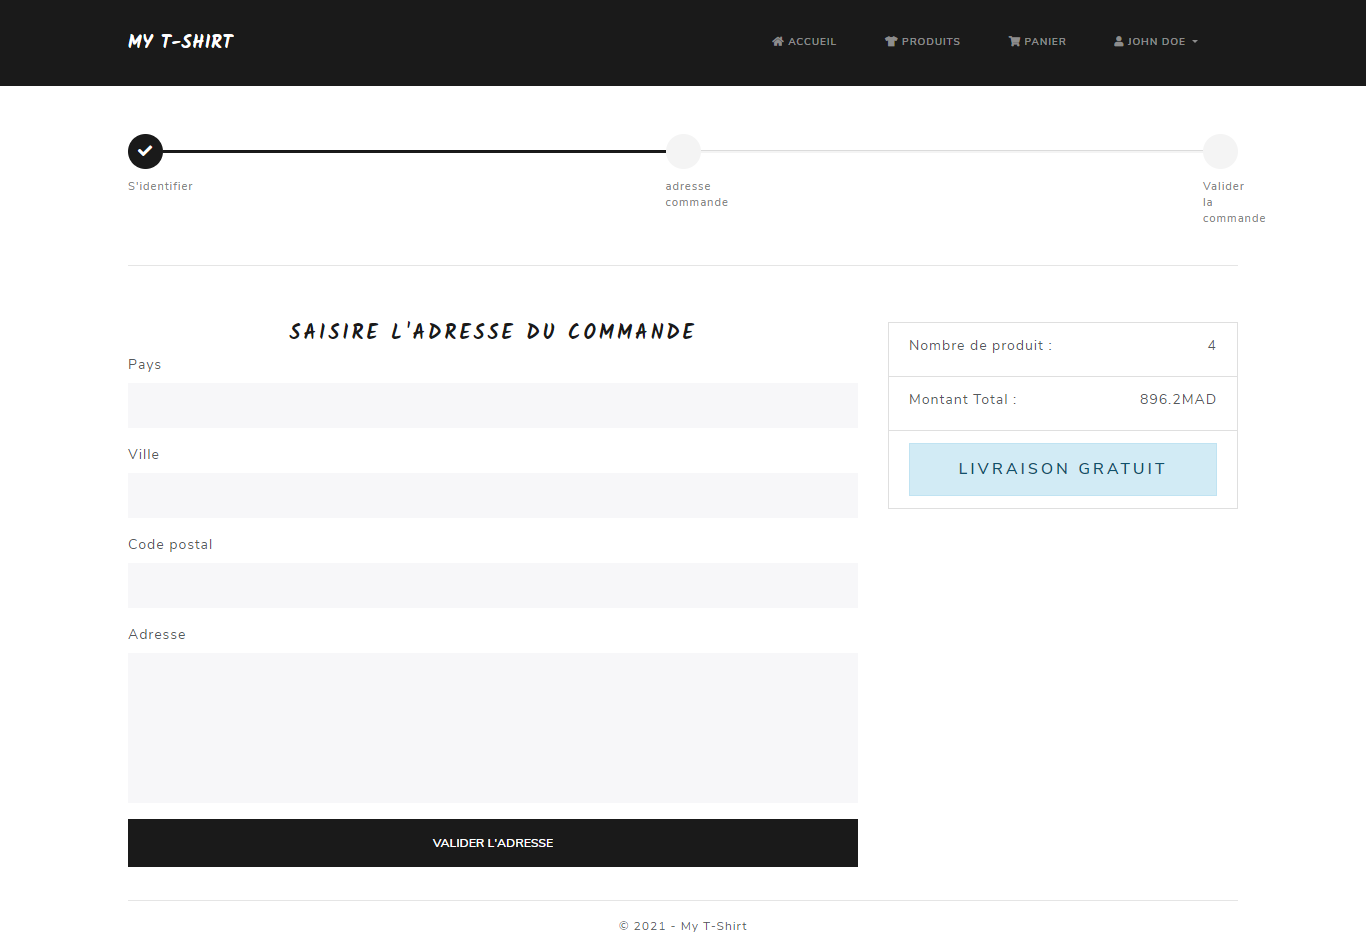 MY T-SHIRT
ACCUEIL PRODUITS PANIER JOHN DOE
S'identifier
adresse
commande
Valider
la
commande
SAISIRE L'ADRESSE DU COMMANDE
Pays
Ville
Code postal
Adresse
VALIDER L'ADRESSE
Nombre de produit : 4
Montant Total : 896.2MAD
LIVRAISON GRATUIT
© 2021 - My T-Shirt